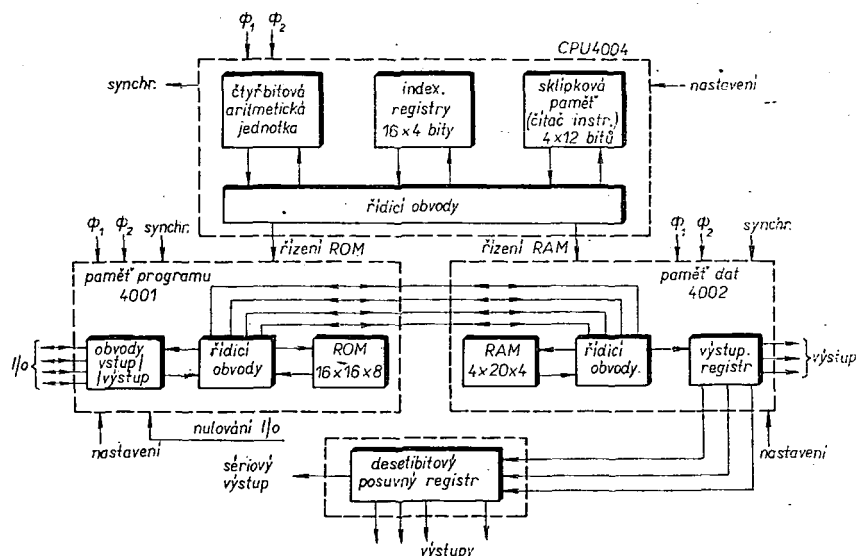 Φ1 Φ2
CPU4004
synchr.
nastavení
čtyřbitová
aritmetická
jednotka
index.
registry
16×4 bity
sklípková
paměť
(čítač instr.)
4×12 bitů
řídicí obvody
Φ1 Φ2 synchr.
řízení ROM
řízení RAM
Φ1 Φ2 synchr.
paměť programu
4001
paměť dat
4002
I/o
obvody
vstup/
/výstup
řídicí
obvody
ROM
16×16×8
RAM
4×20×4
řídicí
obvody.
výstup.
registr
výstup
nastavení
nulování I/o
nastavení
sériový
výstup
desetibitový
posuvný registr
výstupy